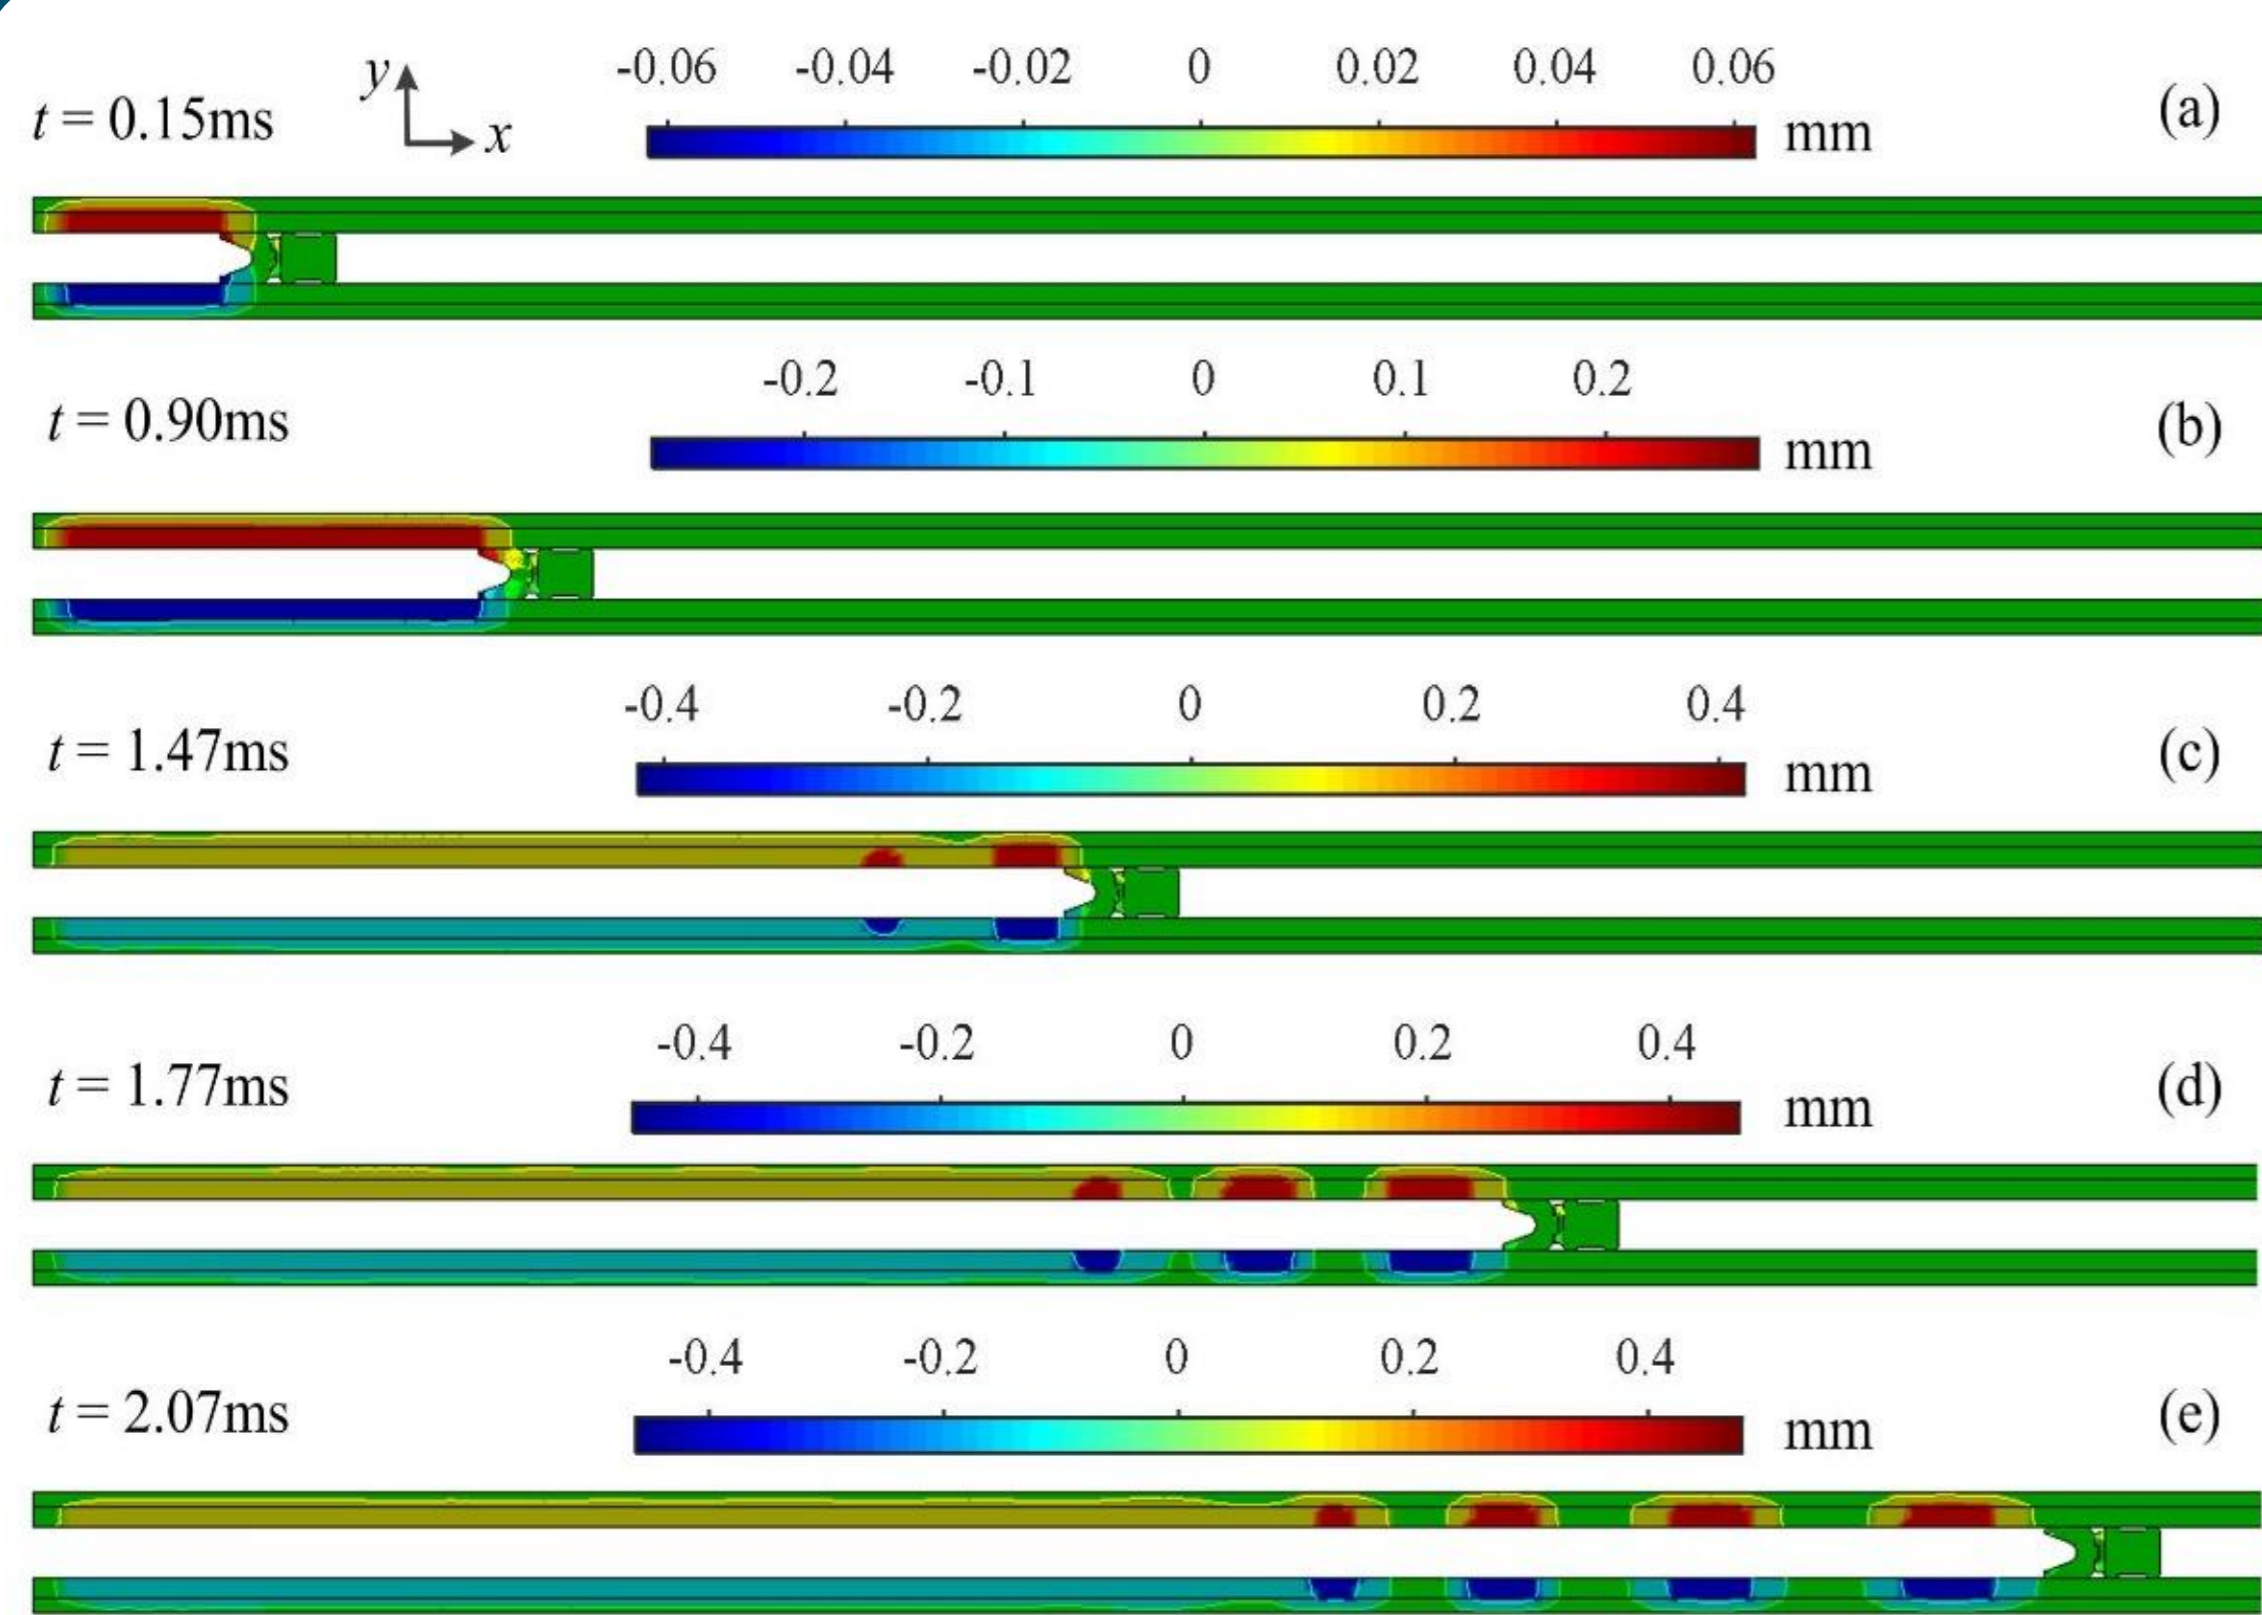 -0.06 -0.04 -0.02 0 0.02 0.04 0.06
t = 0.15ms y x mm (a)
-0.2 -0.1 0 0.1 0.2
t = 0.90ms mm (b)
-0.4 -0.2 0 0.2 0.4
t = 1.47ms mm (c)
-0.4 -0.2 0 0.2 0.4
t = 1.77ms mm (d)
-0.4 -0.2 0 0.2 0.4
t = 2.07ms mm (e)